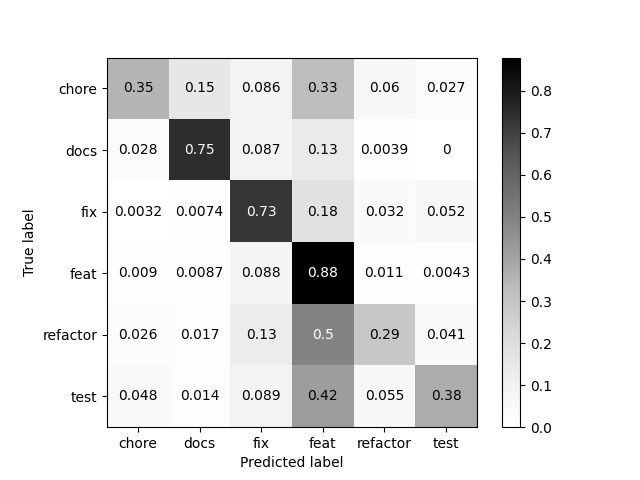 chore 0.35 0.15 0.086 0.33 0.06 0.027
docs 0.028 0.75 0.087 0.13 0.0039 0
fix 0.0032 0.0074 0.73 0.18 0.032 0.052
feat 0.009 0.0087 0.088 0.88 0.011 0.0043
refactor 0.026 0.017 0.13 0.5 0.29 0.041
test 0.048 0.014 0.089 0.42 0.055 0.38
chore docs fix feat refactor test
Predicted label
True label
0.8
0.7
0.6
0.5
0.4
0.3
0.2
0.1
0.0